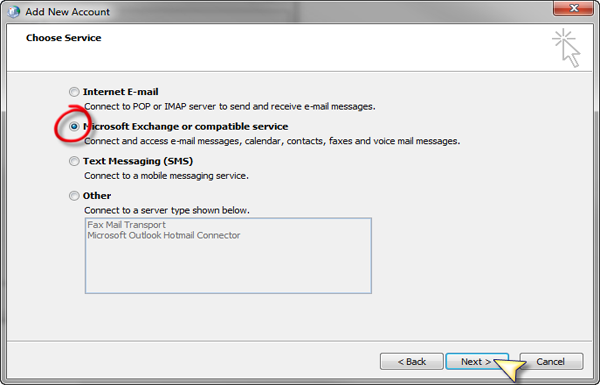 Add New Account
Choose Service
Internet E-mail
Connect to POP or IMAP server to send and receive e-mail messages.
Microsoft Exchange or compatible service
Connect and access e-mail messages, calendar, contacts, faxes and voice mail messages.
Text Messaging (SMS)
Connect to a mobile messaging service.
Other
Connect to a server type shown below.
Fax Mail Transport
Microsoft Outlook Hotmail Connector
< Back Next > Cancel